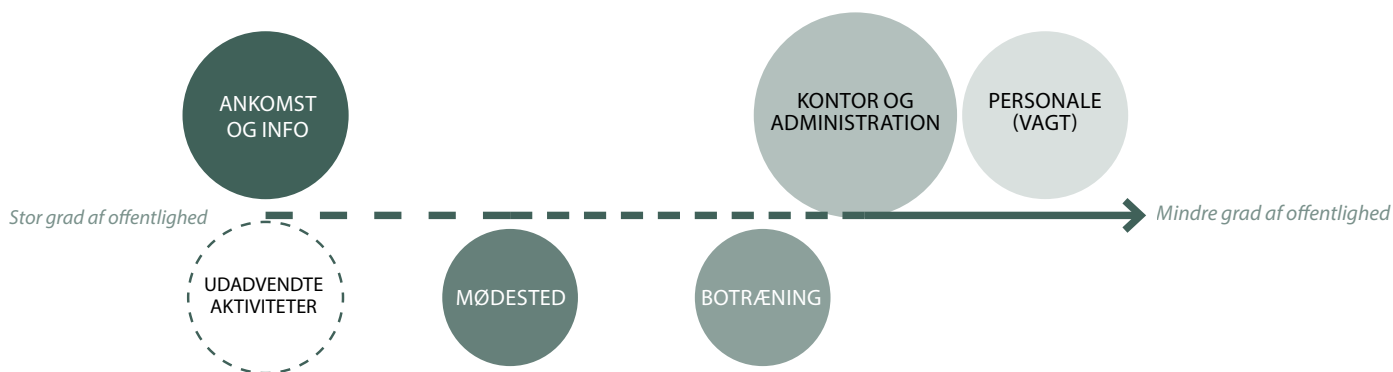 ANKOMST
OG INFO
KONTOR OG
ADMINISTRATION
PERSONALE
(VAGT)
Stor grad af offentlighed
Mindre grad af offentlighed
UDADVENDTE
AKTIVITETER
MØDESTED
BOTRÆNING